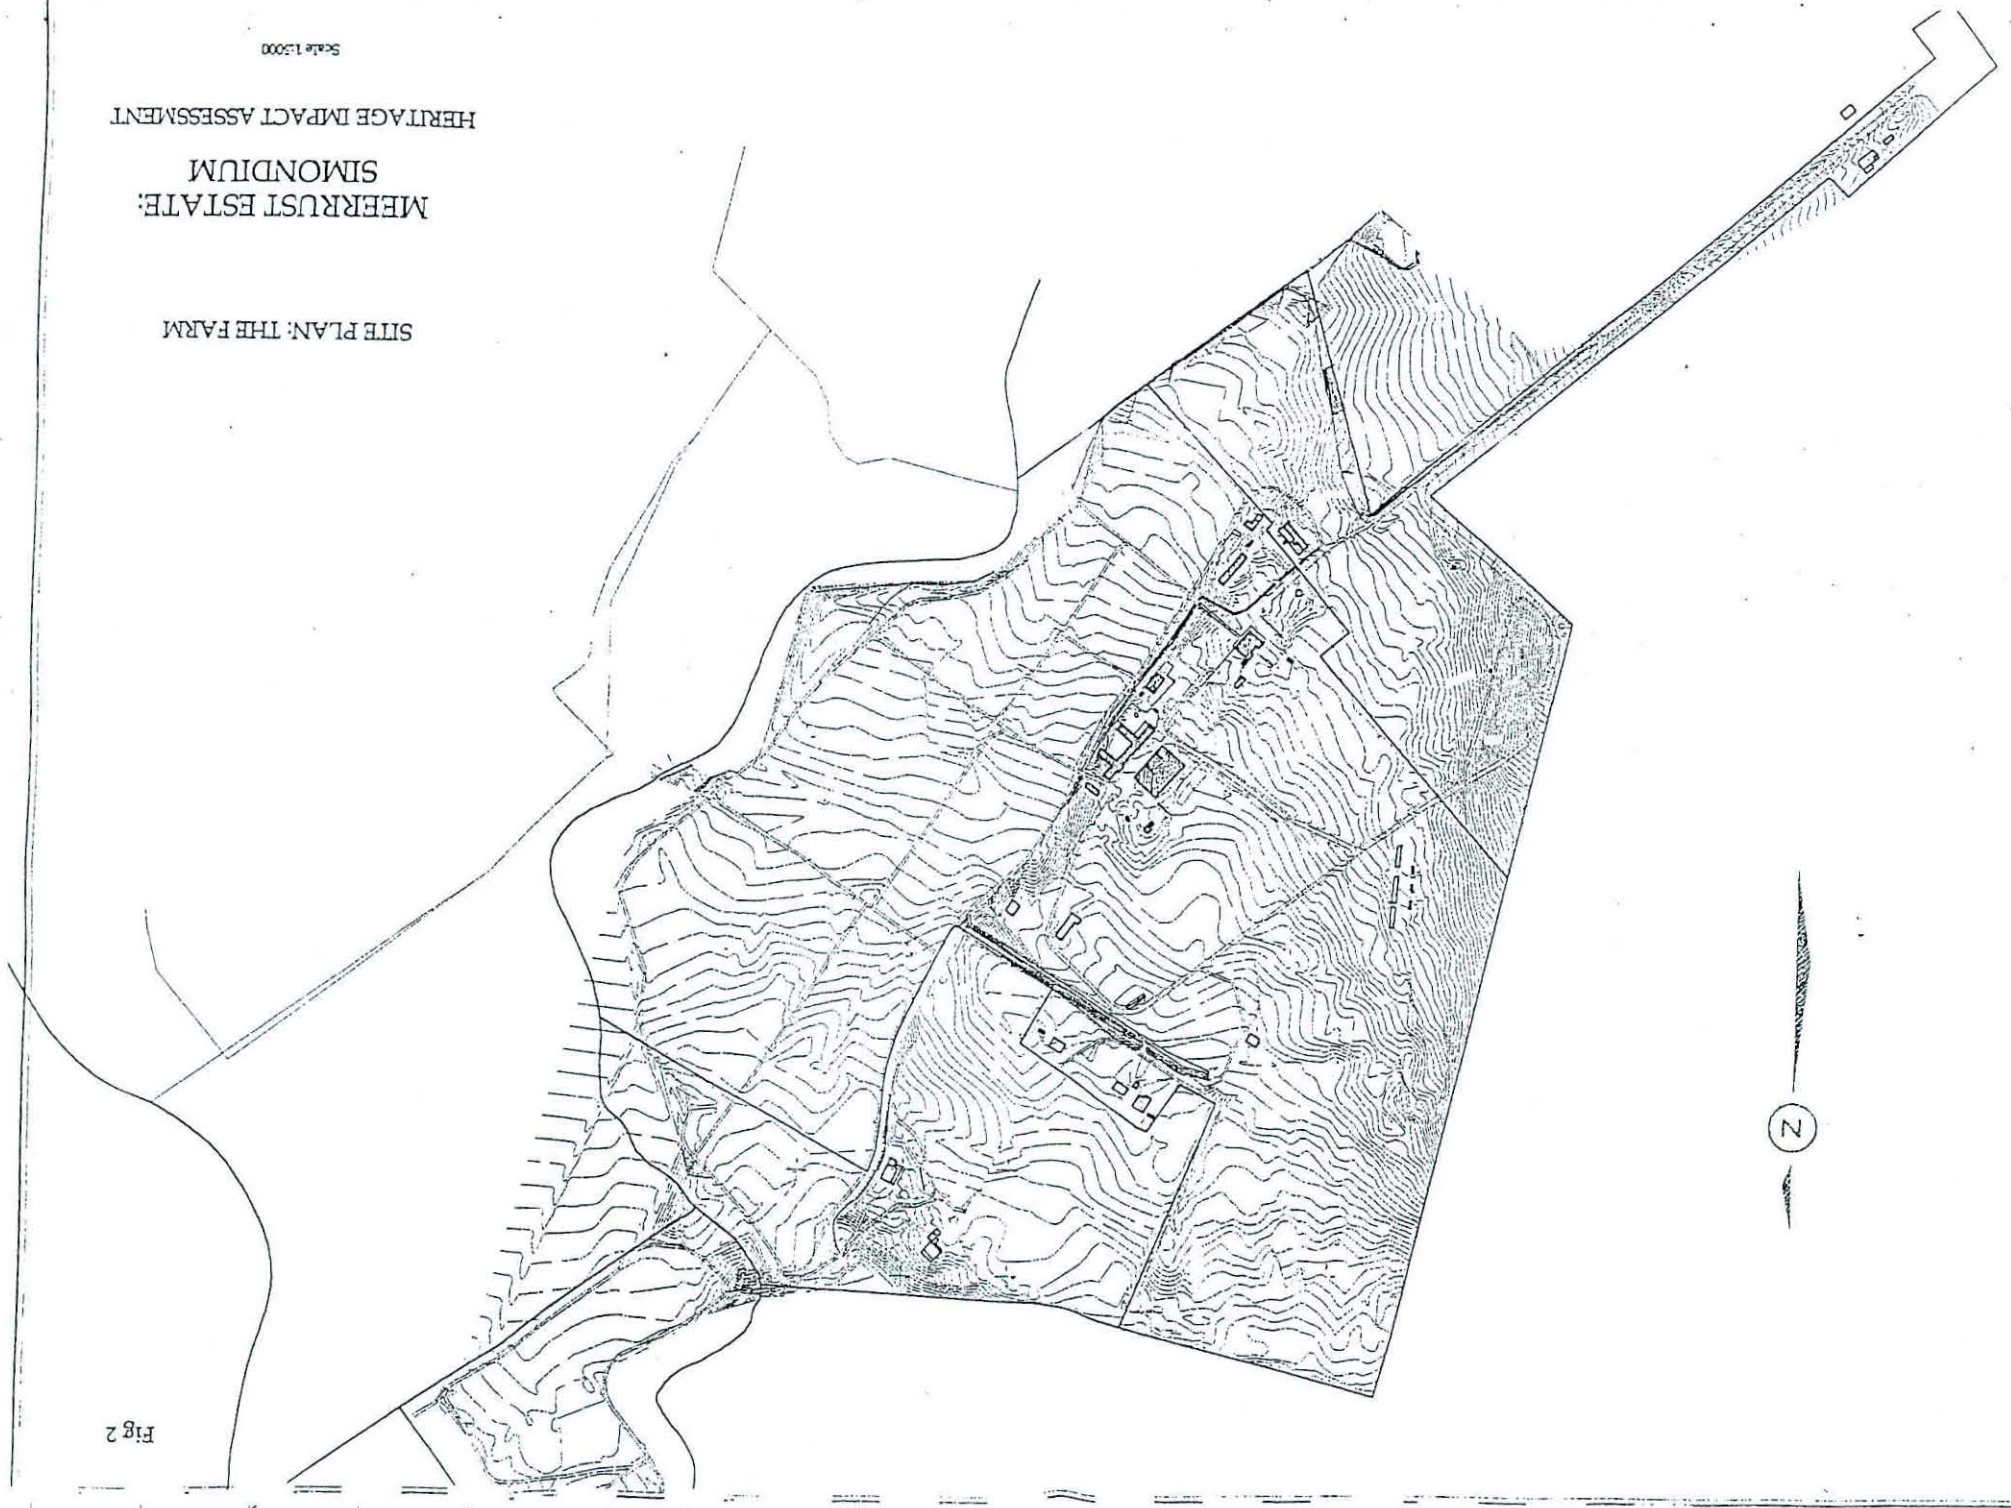 Fig 2
SITE PLAN: THE FARM
MEERRUST ESTATE:
SIMONDIUM
HERITAGE IMPACT ASSESSMENT
Scale 1:5000
N